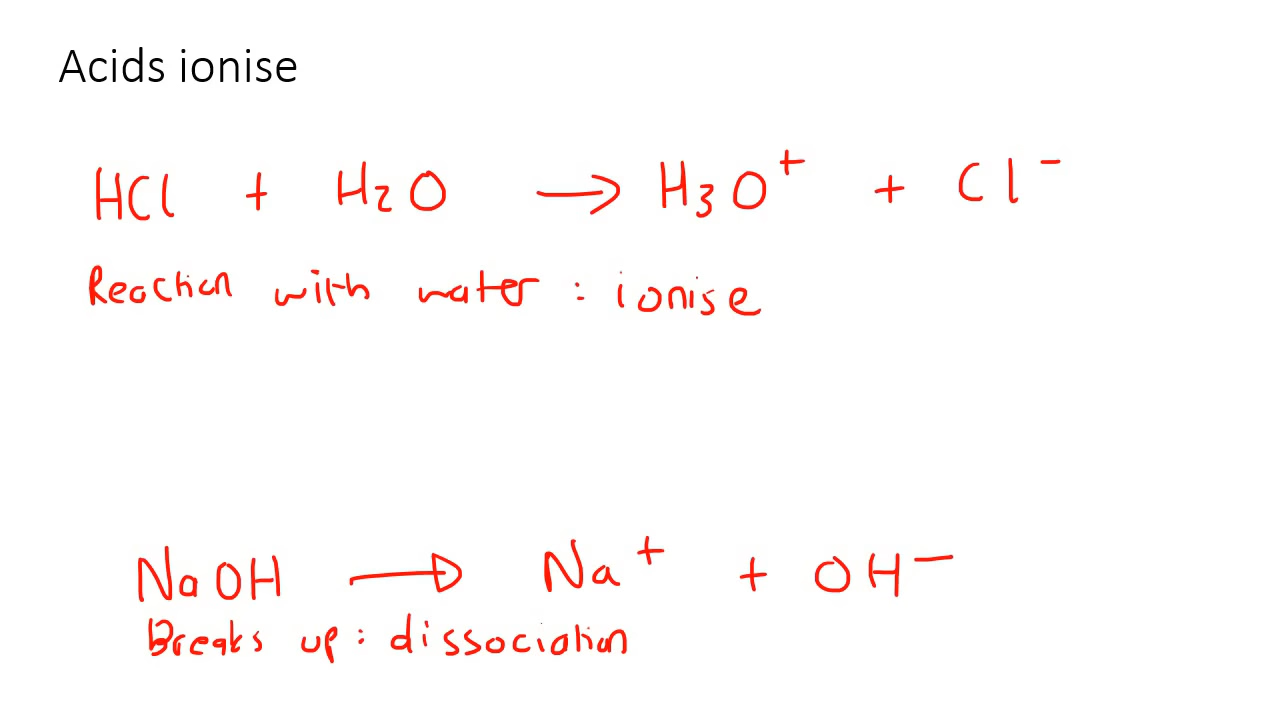 Acids ionise
HCl + H2O → H3O+ + Cl-
Reaction with water : ionise
NaOH → Na+ + OH-
Breaks up : dissociation